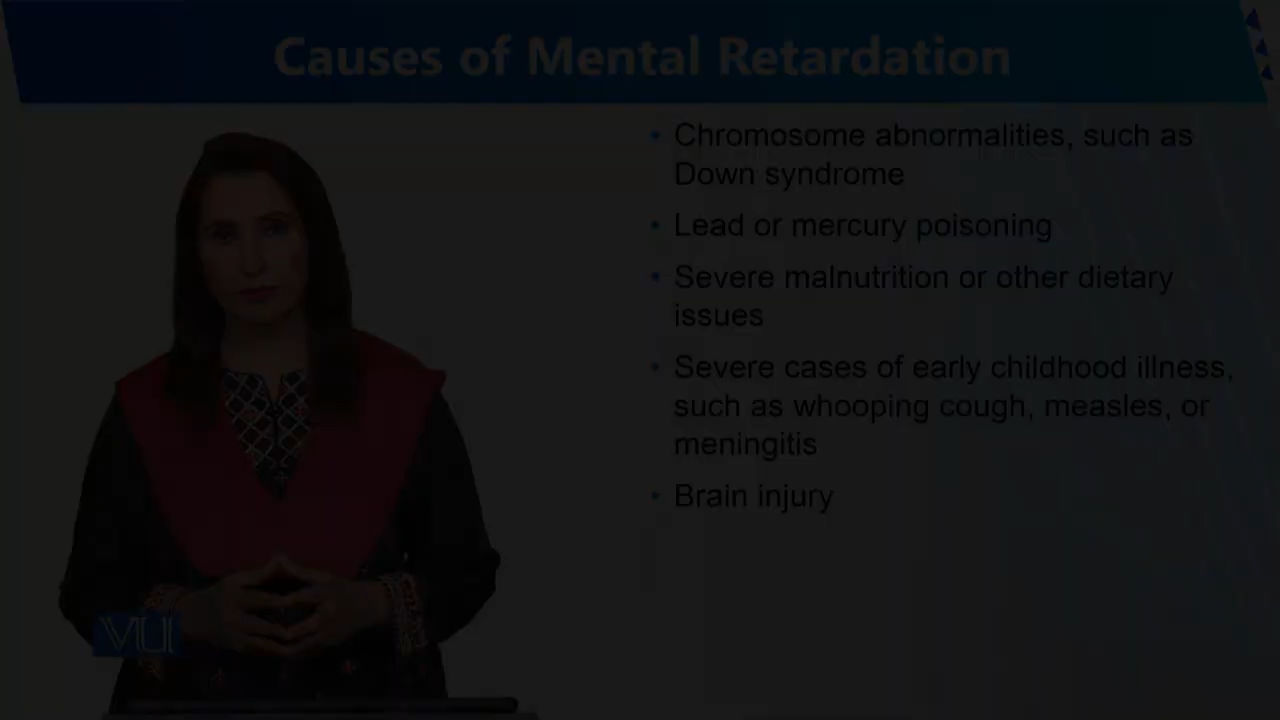 Causes of Mental Retardation
• Chromosome abnormalities, such as
Down syndrome
• Lead or mercury poisoning
• Severe malnutrition or other dietary
issues
• Severe cases of early childhood illness,
such as whooping cough, measles, or
meningitis
• Brain injury
VU